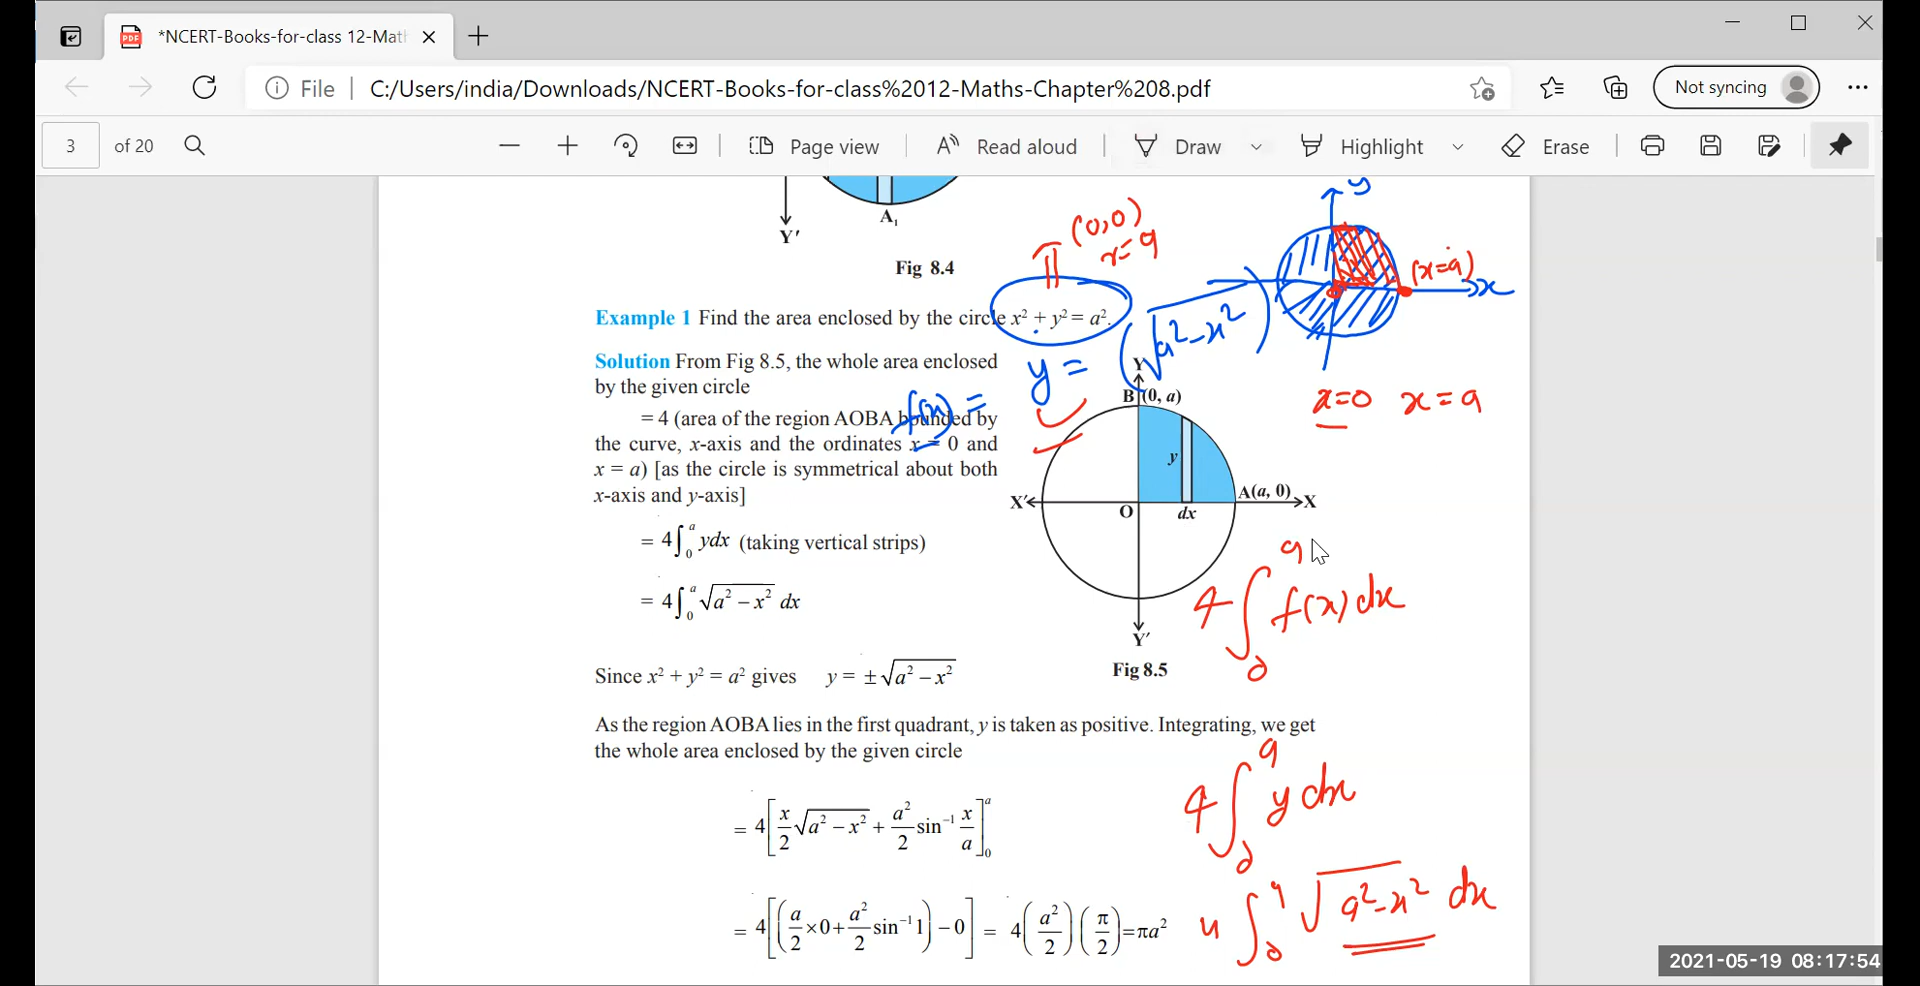 *NCERT-Books-for-class 12-Math
File | C:/Users/india/Downloads/NCERT-Books-for-class%2012-Maths-Chapter%208.pdf
Not syncing
3 of 20
Page view
Read aloud
Draw
Highlight
Erase
A₁
Y'
Fig 8.4
(0,0)
r=a
y
(x=a)
x
Example 1 Find the area enclosed by the circle x² + y² = a².
Solution From Fig 8.5, the whole area enclosed
by the given circle
= 4 (area of the region AOBA bounded by
the curve, x-axis and the ordinates x = 0 and
x = a) [as the circle is symmetrical about both
x-axis and y-axis]
f(x) = y = (√a²-x²)
x=0 x=a
Y
B (0, a)
y
X'
O
dx
A(a, 0)
X
Y'
Fig 8.5
= 4∫₀ᵃ ydx (taking vertical strips)
= 4∫₀ᵃ √a² – x² dx
4∫₀ᵃ f(x) dx
Since x² + y² = a² gives y = ±√a² – x²
As the region AOBA lies in the first quadrant, y is taken as positive. Integrating, we get
the whole area enclosed by the given circle
4∫₀ᵃ y dx
= 4[x/2 √a² – x² + a²/2 sin⁻¹ x/a]₀ᵃ
= 4[(a/2 ×0+ a²/2 sin⁻¹1) – 0] = 4(a²/2)(π/2) =πa²
4∫₀ᵃ √a²-x² dx
2021-05-19 08:17:54